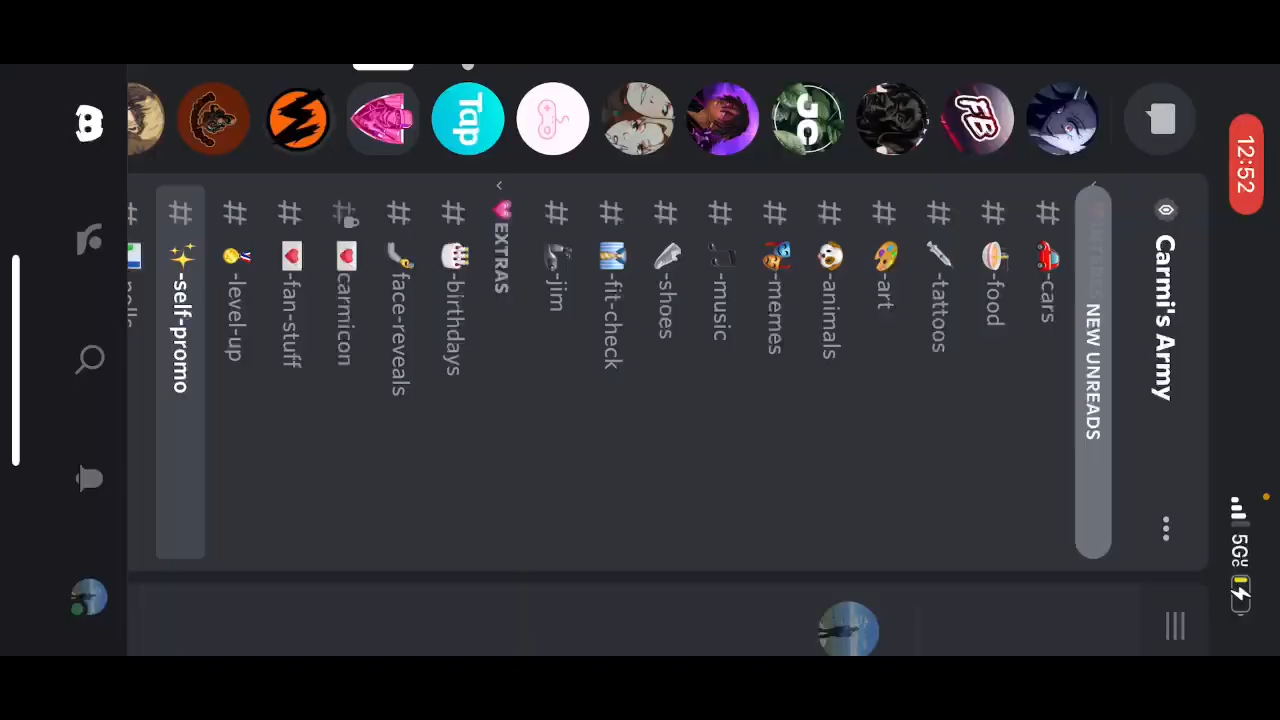 12:52
5G
Carmi's Army
NEW UNREADS
# 🚗-cars
# 🍜-food
# 💉-tattoos
# 🎨-art
# 🐶-animals
# 🎭-memes
# 🎵-music
# 👟-shoes
# 👔-fit-check
# 🦾-jim
💗 EXTRAS
# 🎂-birthdays
# 🤳face-reveals
# 💌carmicon
# 💌-fan-stuff
# 🏅-level-up
# ✨-self-promo
FB
JC
Tap